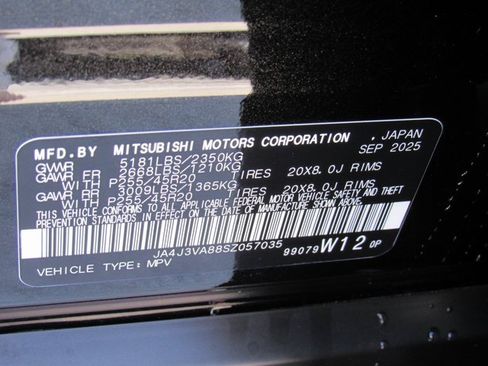 MFD.BY MITSUBISHI MOTORS CORPORATION , JAPAN
GVWR 5181LBS/2350KG SEP 2025
GAWR FR 2668LBS/1210KG
WITH P255/45R20 TIRES 20X8.0J RIMS
GAWR RR 3009LBS/1365KG
WITH P255/45R20 TIRES 20X8.0J RIMS
THIS VEHICLE CONFORMS TO ALL APPLICABLE FEDERAL MOTOR VEHICLE SAFETY AND THEFT
PREVENTION STANDARDS IN EFFECT ON THE DATE OF MANUFACTURE SHOWN ABOVE.
JA4J3VA88SZ057035 99079W120P
VEHICLE TYPE:MPV